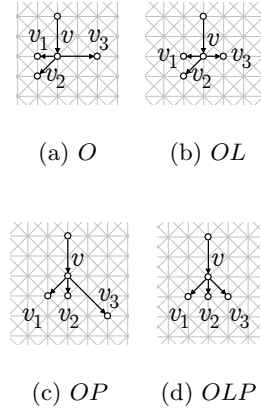 v₁ v v₃
v₂
v₁ v v₃
v₂
(a) O (b) OL
v
v₁ v₂ v₃
v
v₁ v₂ v₃
(c) OP (d) OLP